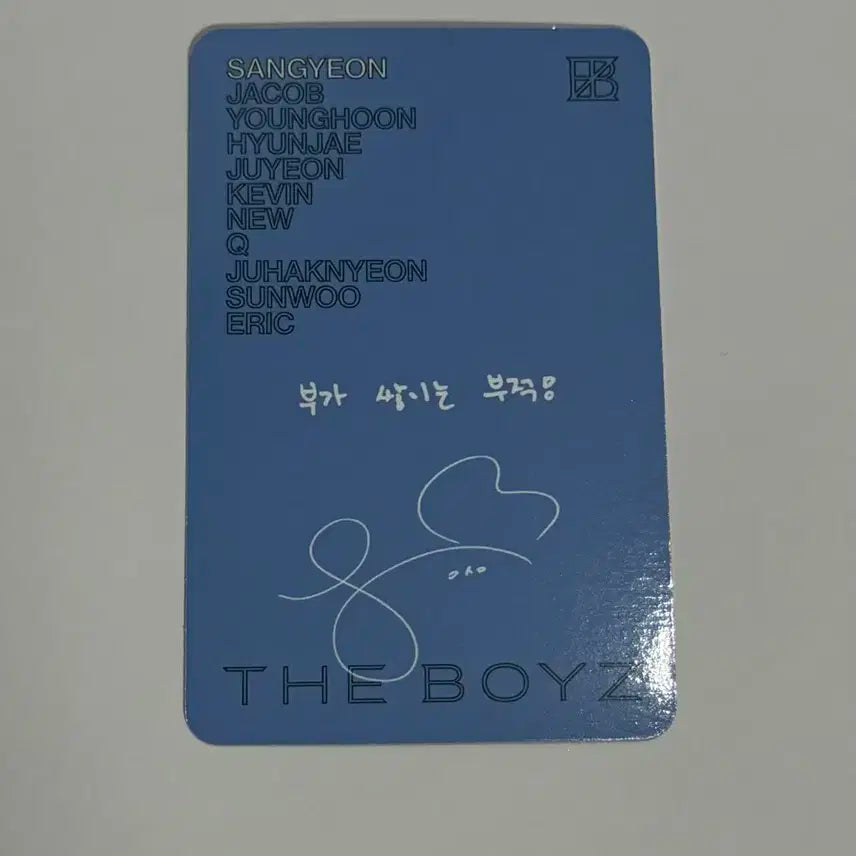 SANGYEON
JACOB
YOUNGHOON
HYUNJAE
JUYEON
KEVIN
NEW
Q
JUHAKNYEON
SUNWOO
ERIC
부가 쌓이는 부적응
THE BOYZ